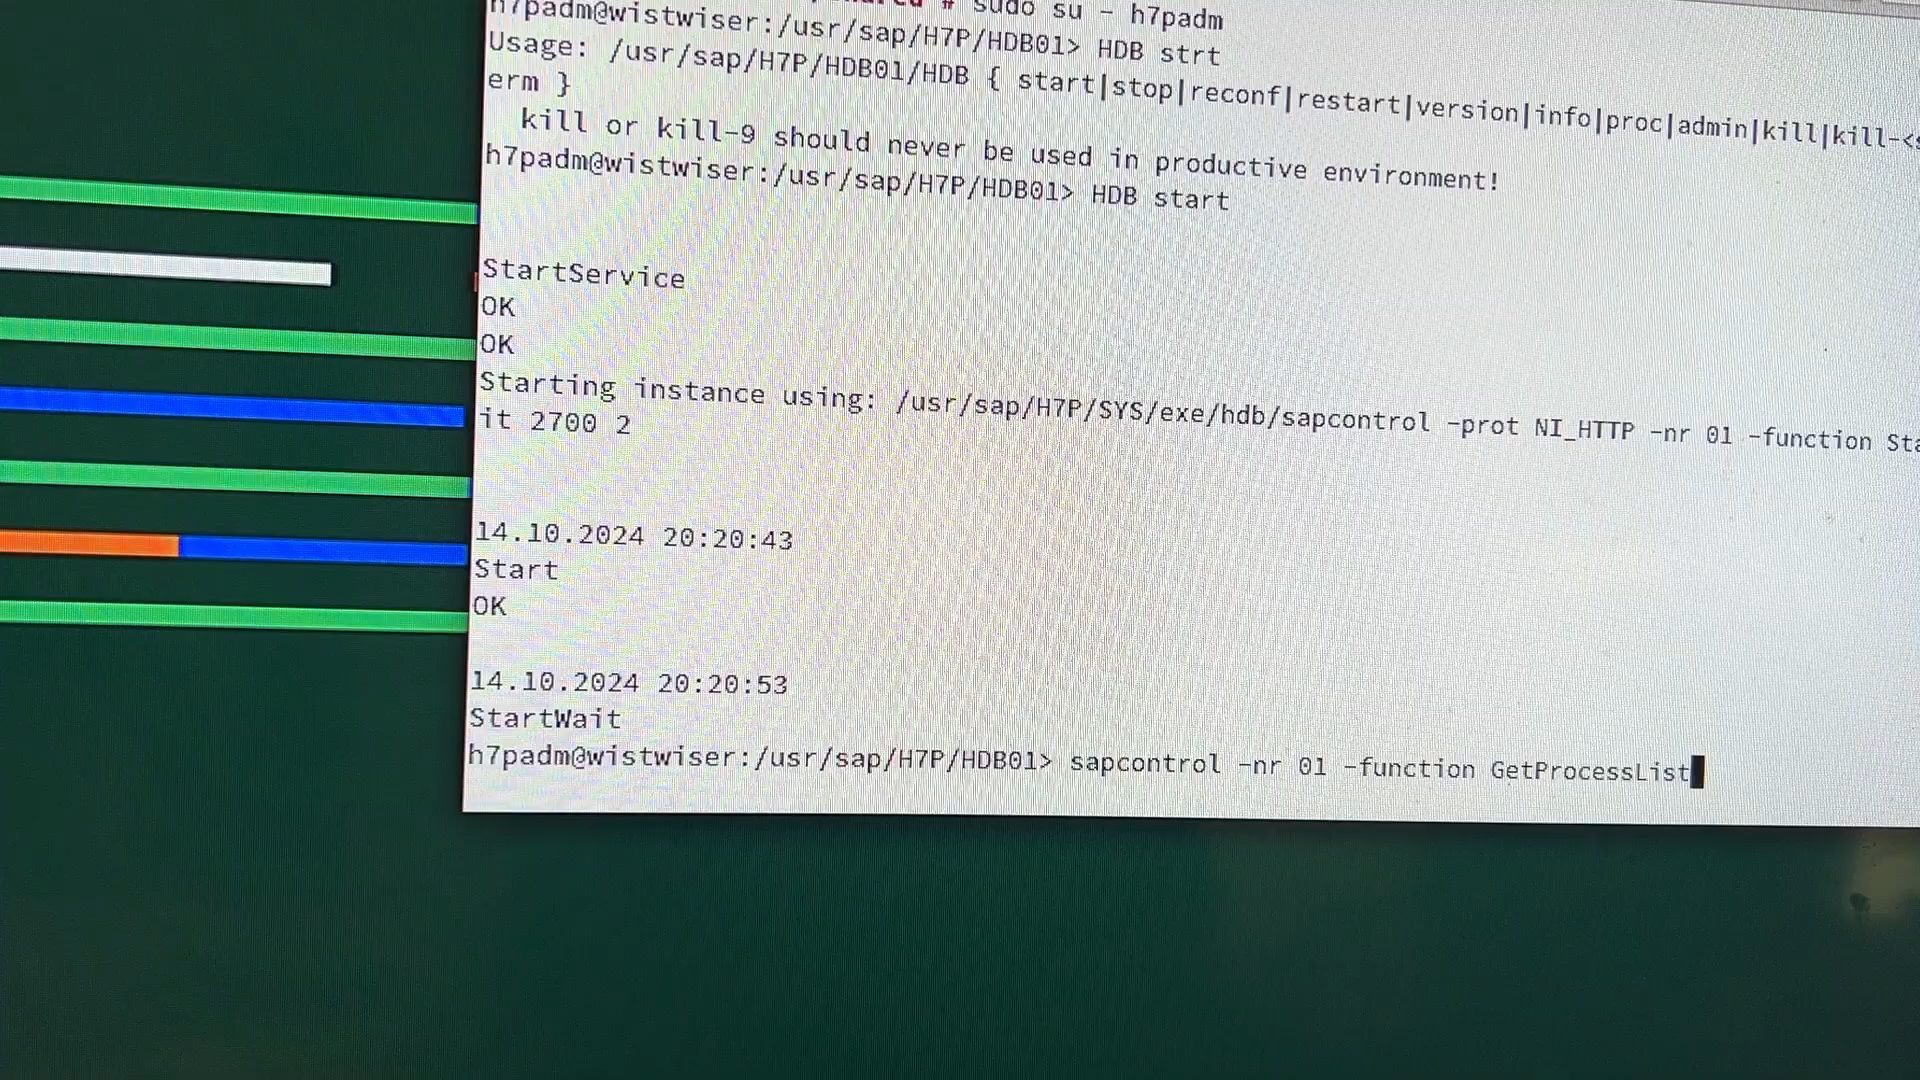 # sudo su - h7padm
h7padm@wistwiser:/usr/sap/H7P/HDB01> HDB strt
Usage: /usr/sap/H7P/HDB01/HDB { start|stop|reconf|restart|version|info|proc|admin|kill|kill-<
erm }
kill or kill-9 should never be used in productive environment!
h7padm@wistwiser:/usr/sap/H7P/HDB01> HDB start
StartService
OK
OK
Starting instance using: /usr/sap/H7P/SYS/exe/hdb/sapcontrol -prot NI_HTTP -nr 01 -function Sta
it 2700 2
14.10.2024 20:20:43
Start
OK
14.10.2024 20:20:53
StartWait
h7padm@wistwiser:/usr/sap/H7P/HDB01> sapcontrol -nr 01 -function GetProcessList